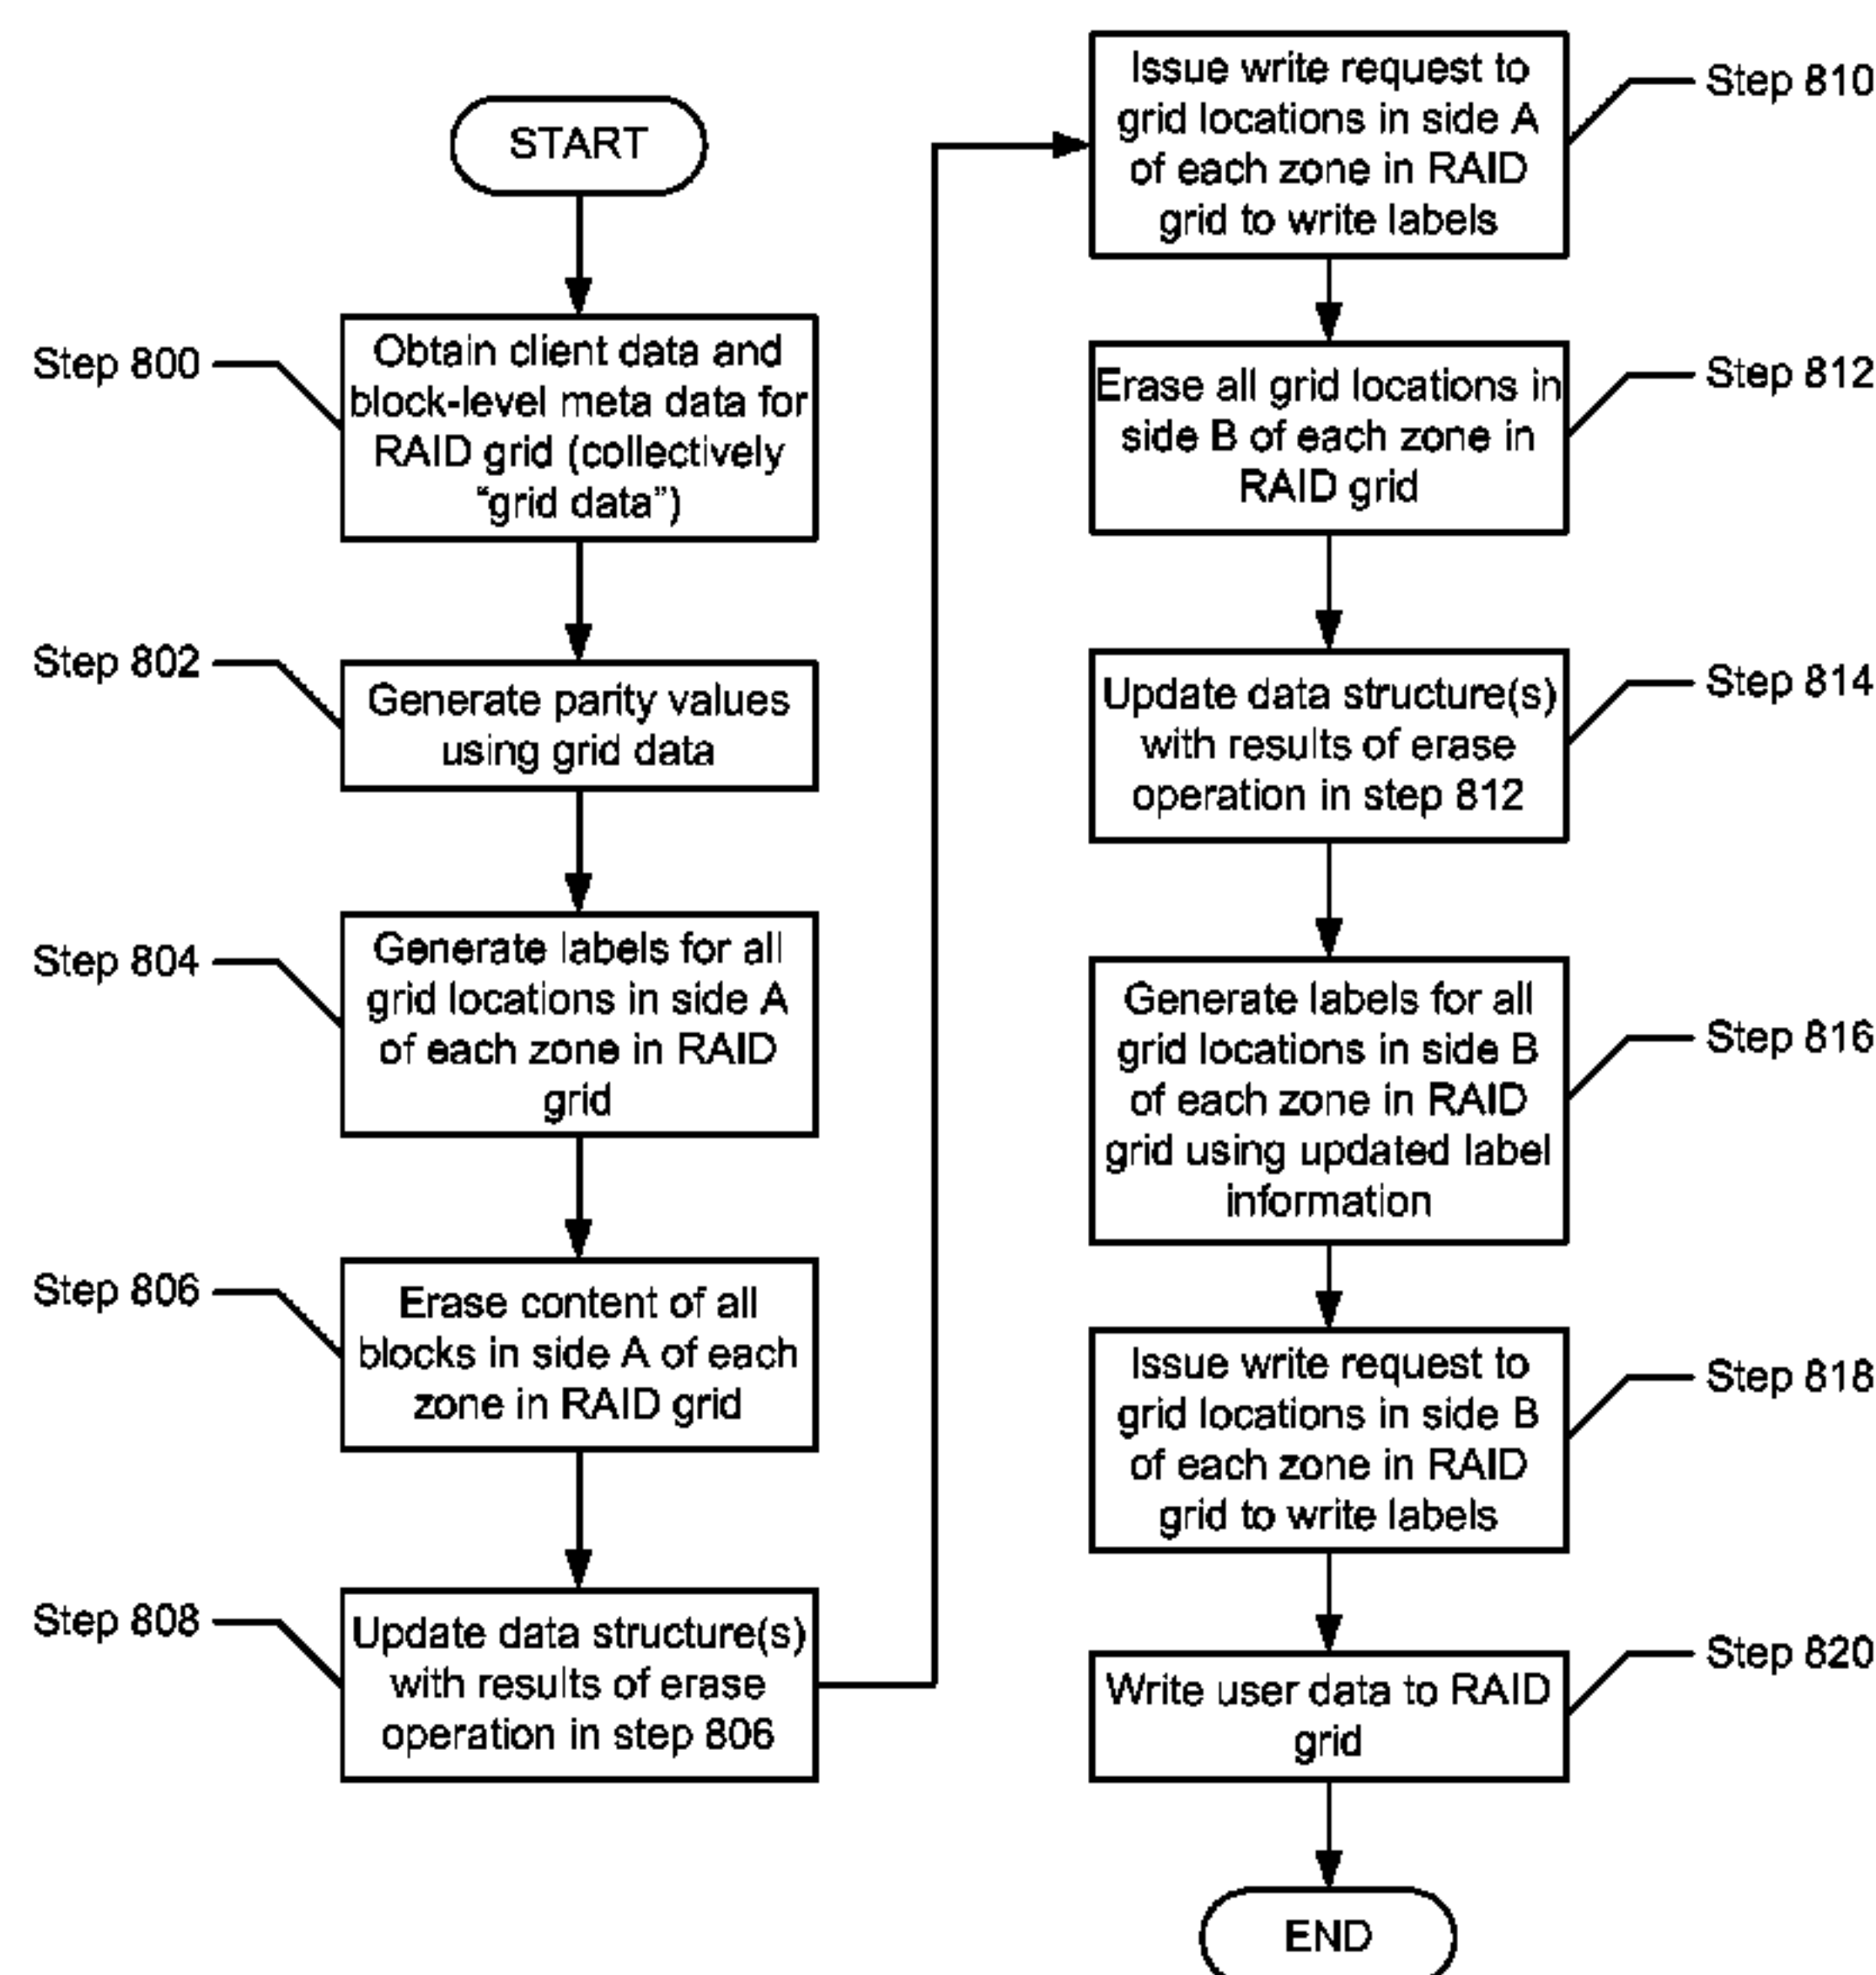 START
Step 800
Obtain client data and
block-level meta data for
RAID grid (collectively
“grid data”)
Step 802
Generate parity values
using grid data
Step 804
Generate labels for all
grid locations in side A
of each zone in RAID
grid
Step 806
Erase content of all
blocks in side A of each
zone in RAID grid
Step 808
Update data structure(s)
with results of erase
operation in step 806
Issue write request to
grid locations in side A
of each zone in RAID
grid to write labels
Step 810
Erase all grid locations in
side B of each zone in
RAID grid
Step 812
Update data structure(s)
with results of erase
operation in step 812
Step 814
Generate labels for all
grid locations in side B
of each zone in RAID
grid using updated label
information
Step 816
Issue write request to
grid locations in side B
of each zone in RAID
grid to write labels
Step 818
Write user data to RAID
grid
Step 820
END